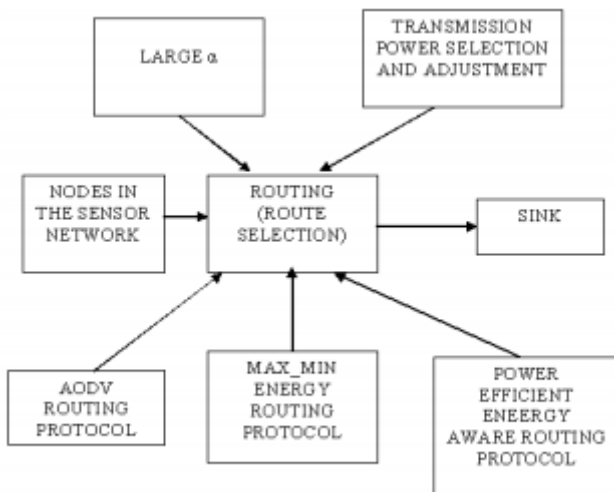 LARGE α
TRANSMISSION
POWER SELECTION
AND ADJUSTMENT
NODES IN
THE SENSOR
NETWORK
ROUTING
(ROUTE
SELECTION)
SINK
AODV
ROUTING
PROTOCOL
MAX_MIN
ENERGY
ROUTING
PROTOCOL
POWER
EFFICIENT
ENEERGY
AWARE ROUTING
PROTOCOL